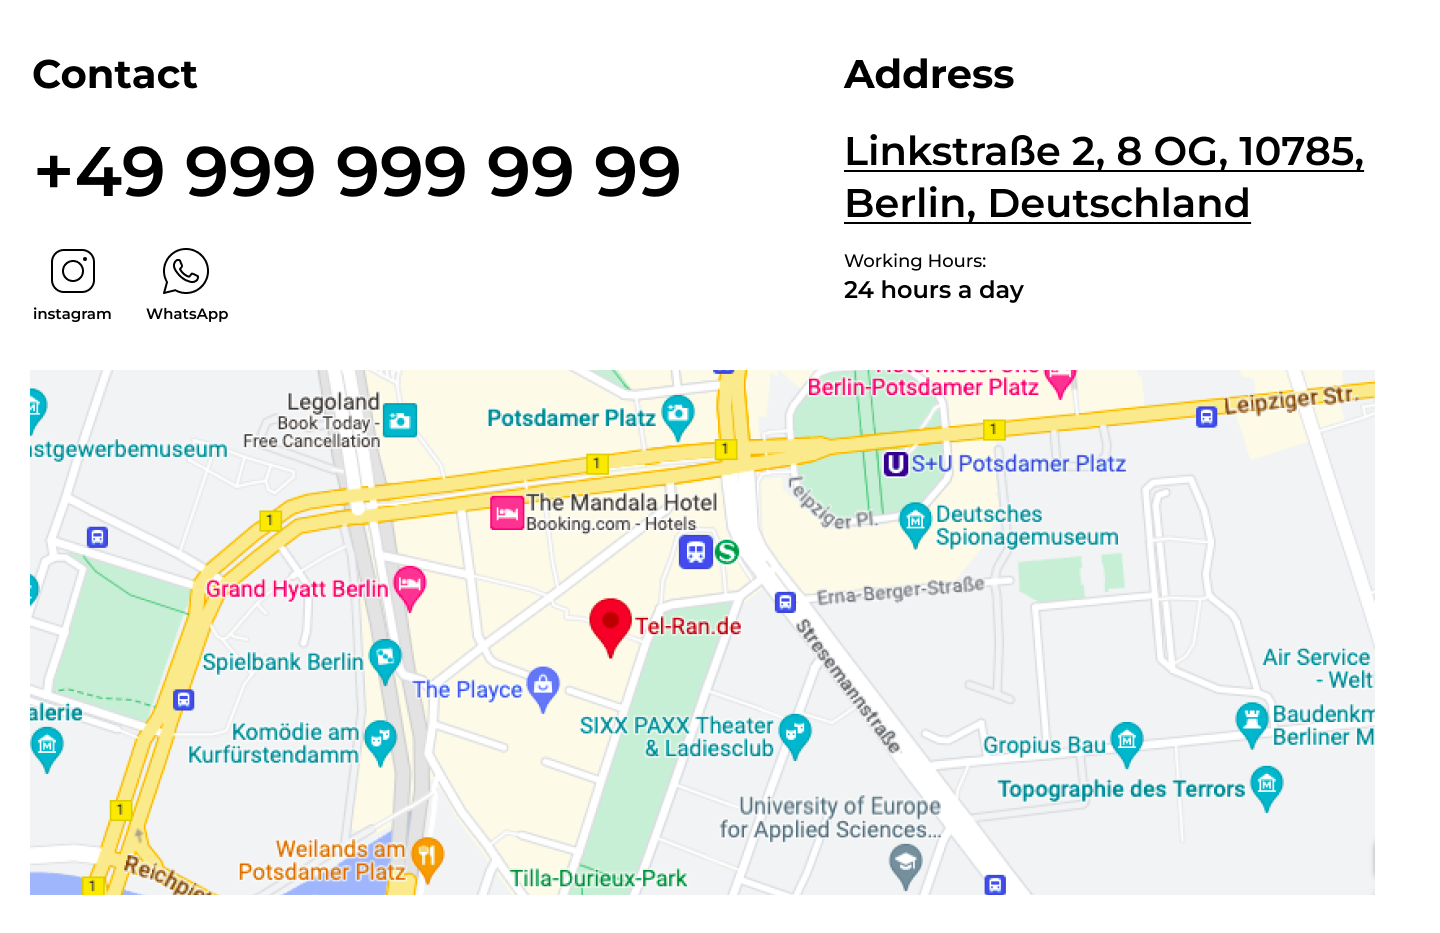 Contact
Address
+49 999 999 99 99
Linkstraße 2, 8 OG, 10785,
Berlin, Deutschland
Working Hours:
24 hours a day
instagram
WhatsApp
Berlin-Potsdamer Platz
Leipziger Str.
Legoland
Book Today -
Free Cancellation
Potsdamer Platz
1
1
1
1
stgewerbemuseum
S+U Potsdamer Platz
The Mandala Hotel
Booking.com - Hotels
Leipziger Pl.
Deutsches
Spionagemuseum
S
Grand Hyatt Berlin
Erna-Berger-Straße
Tel-Ran.de
Stresemannstraße
Spielbank Berlin
The Playce
Air Service
- Welt
alerie
Komödie am
Kurfürstendamm
SIXX PAXX Theater
& Ladiesclub
Gropius Bau
Baudenkm
Berliner M
Topographie des Terrors
1
University of Europe
for Applied Sciences...
Weilands am
Potsdamer Platz
Reichpie
1
Tilla-Durieux-Park